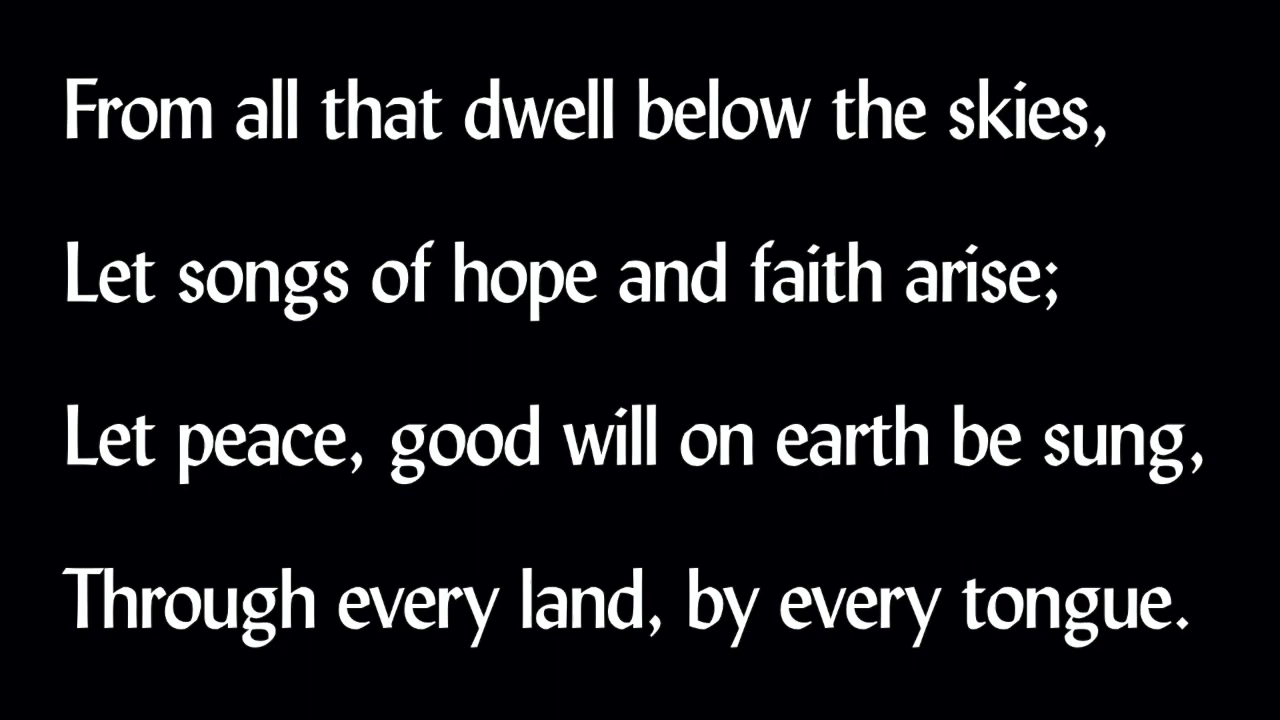 From all that dwell below the skies,
Let songs of hope and faith arise;
Let peace, good will on earth be sung,
Through every land, by every tongue.